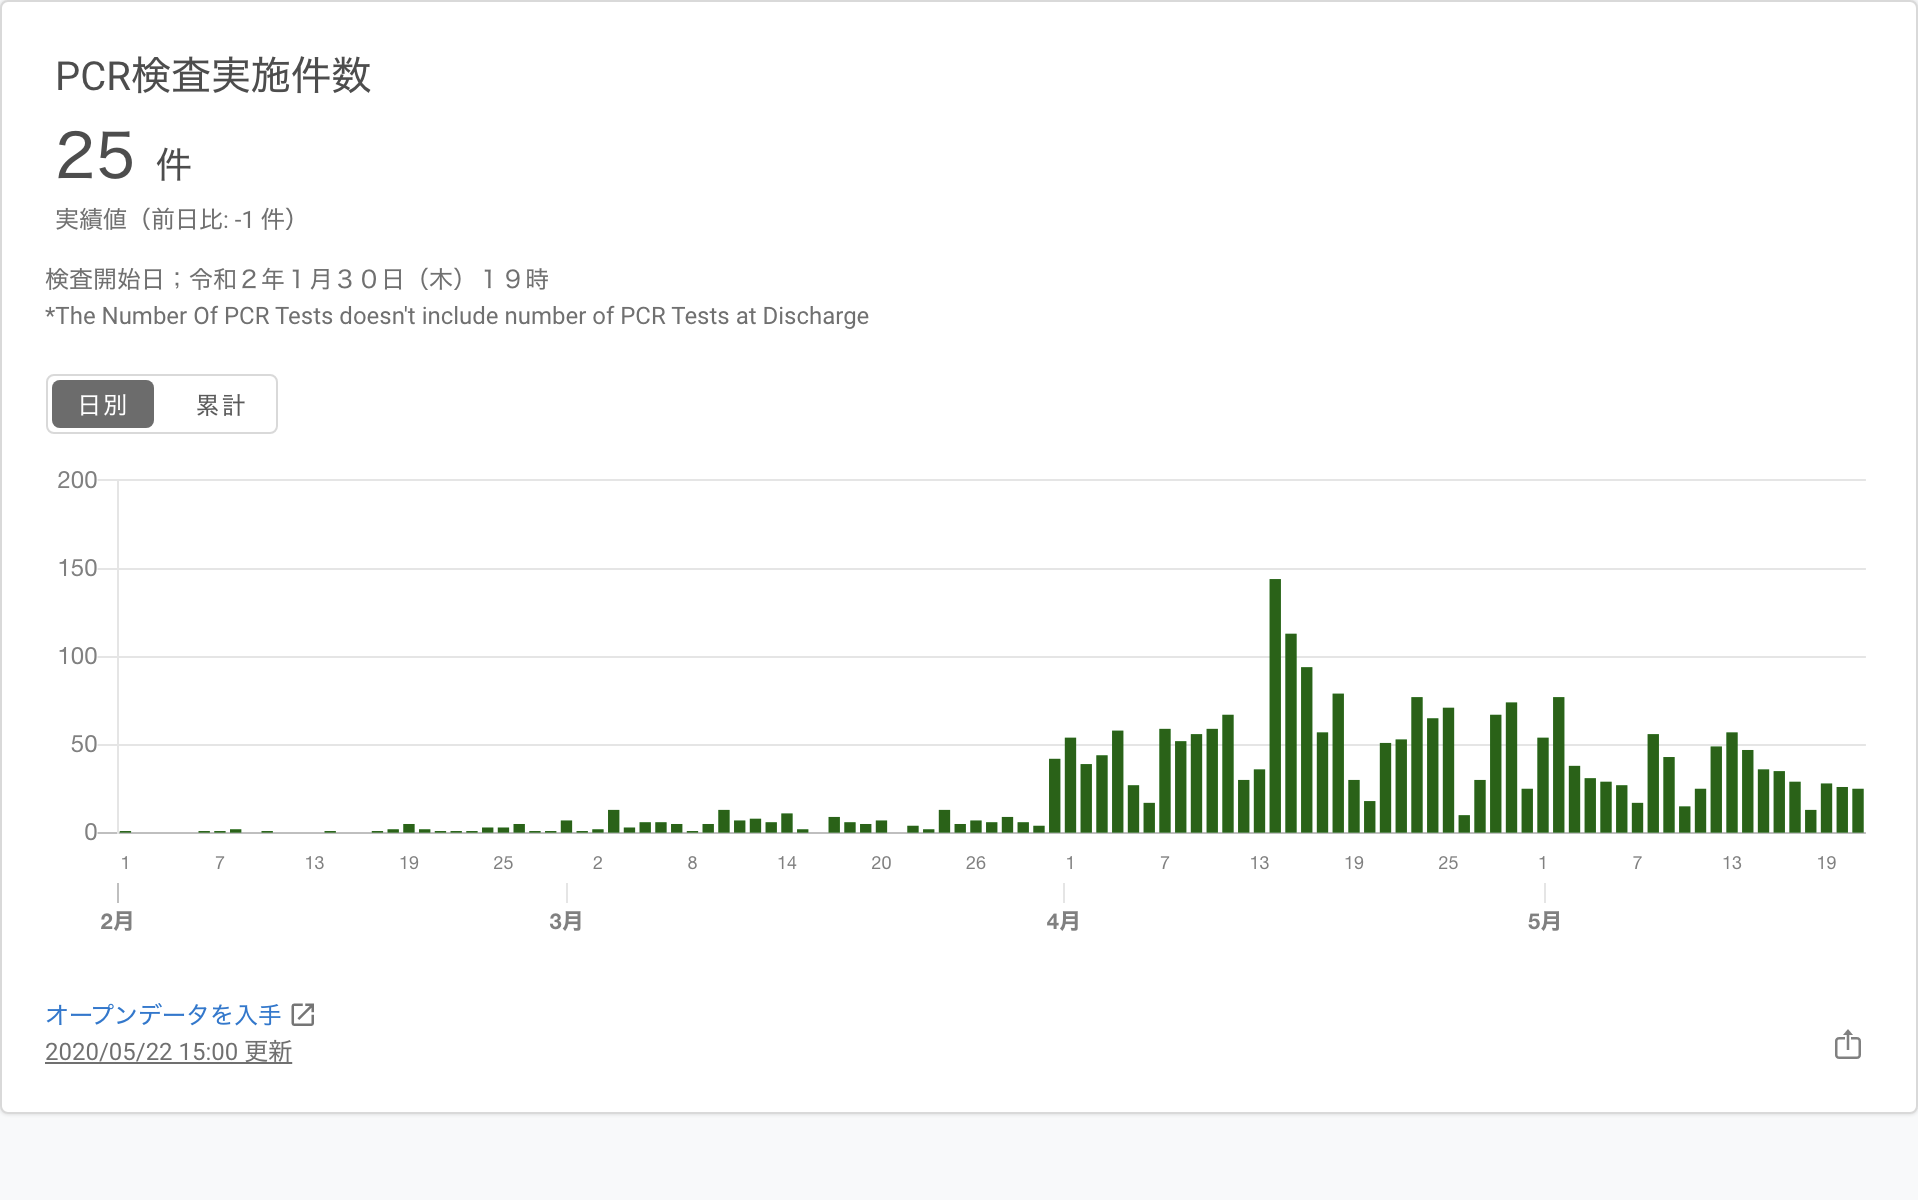 PCR検査実施件数
25 件
実績値（前日比: -1 件）
検査開始日；令和２年１月３０日（木）１９時
*The Number Of PCR Tests doesn't include number of PCR Tests at Discharge
日別 累計
200
150
100
50
0
1 7 13 19 25 2 8 14 20 26 1 7 13 19 25 1 7 13 19
2月 3月 4月 5月
オープンデータを入手
2020/05/22 15:00 更新